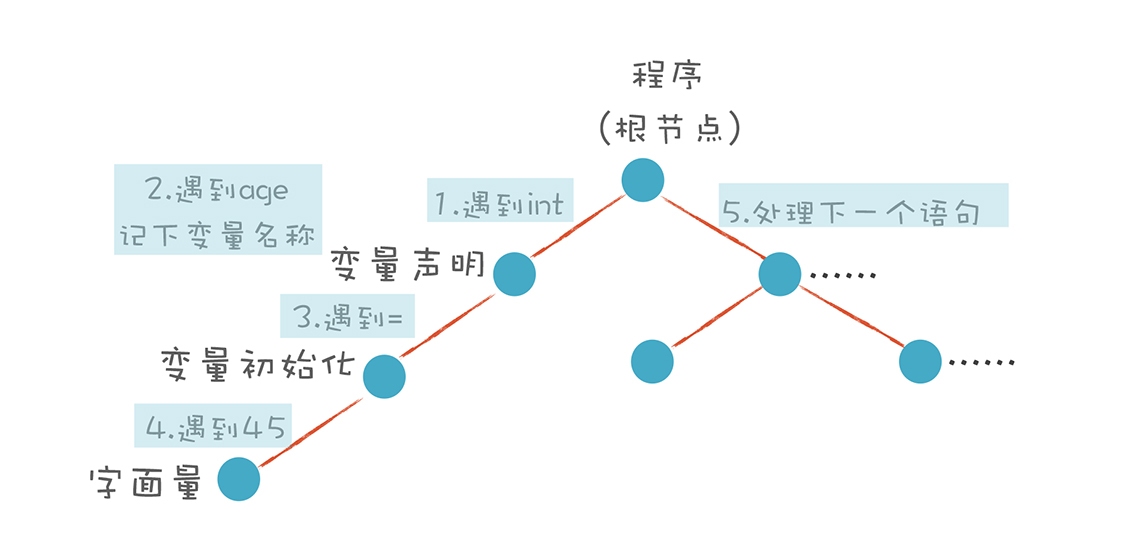 程序
(根节点)
1.遇到int
5.处理下一个语句
2.遇到age
记下变量名称
变量声明
......
3.遇到=
变量初始化
......
4.遇到45
字面量